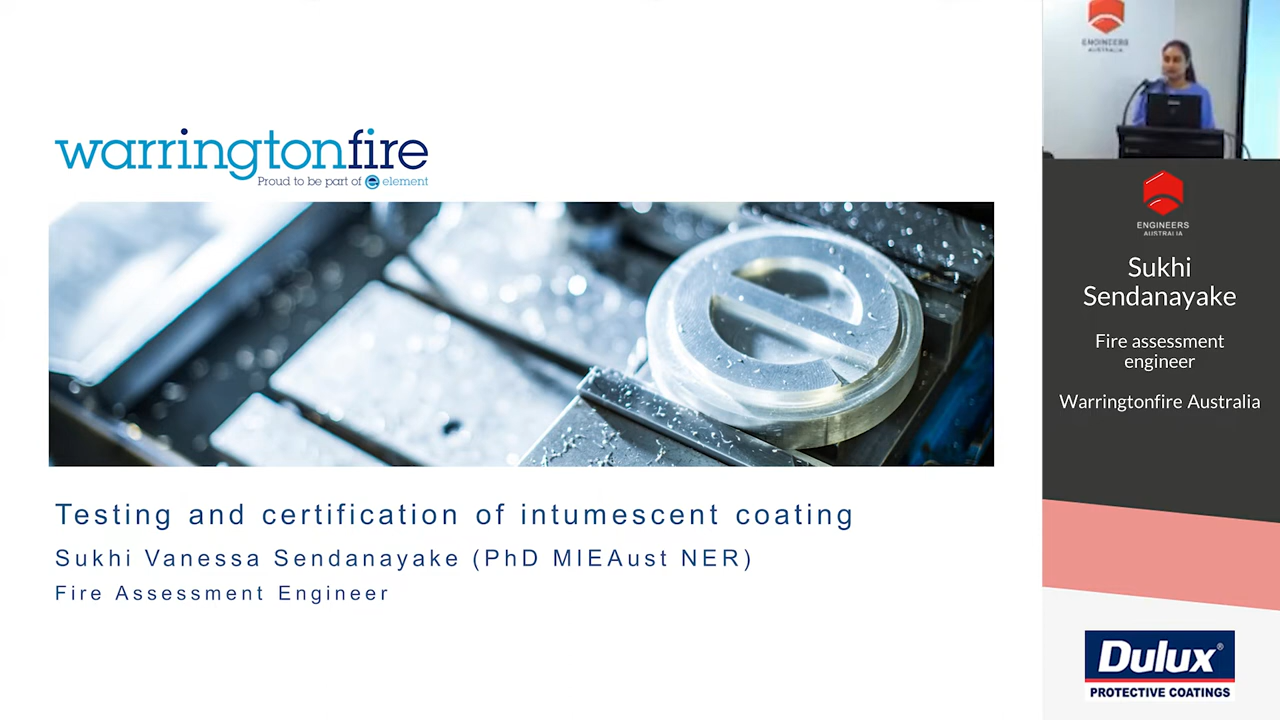 warringtonfire
Proud to be part of element
Testing and certification of intumescent coating
Sukhi Vanessa Sendanayake (PhD MIEAust NER)
Fire Assessment Engineer
ENGINEERS
AUSTRALIA
ENGINEERS
AUSTRALIA
Sukhi
Sendanayake
Fire assessment
engineer
Warringtonfire Australia
Dulux®
PROTECTIVE COATINGS